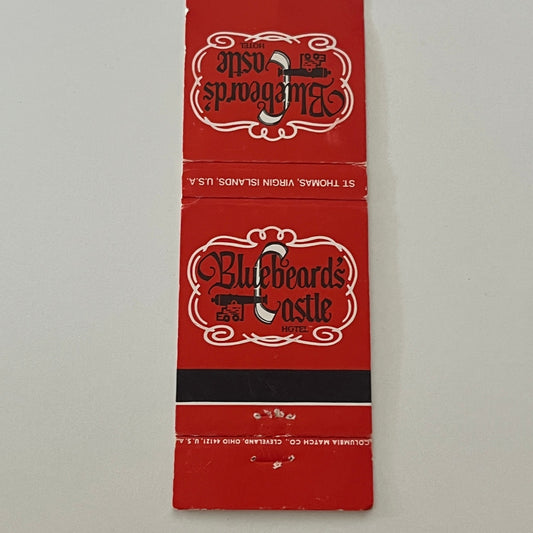 Bluebeard's
Castle
HOTEL
ST. THOMAS, VIRGIN ISLANDS, U.S.A.
Bluebeard's
Castle
HOTEL
COLUMBIA MATCH CO., CLEVELAND, OHIO 44121, U.S.A.